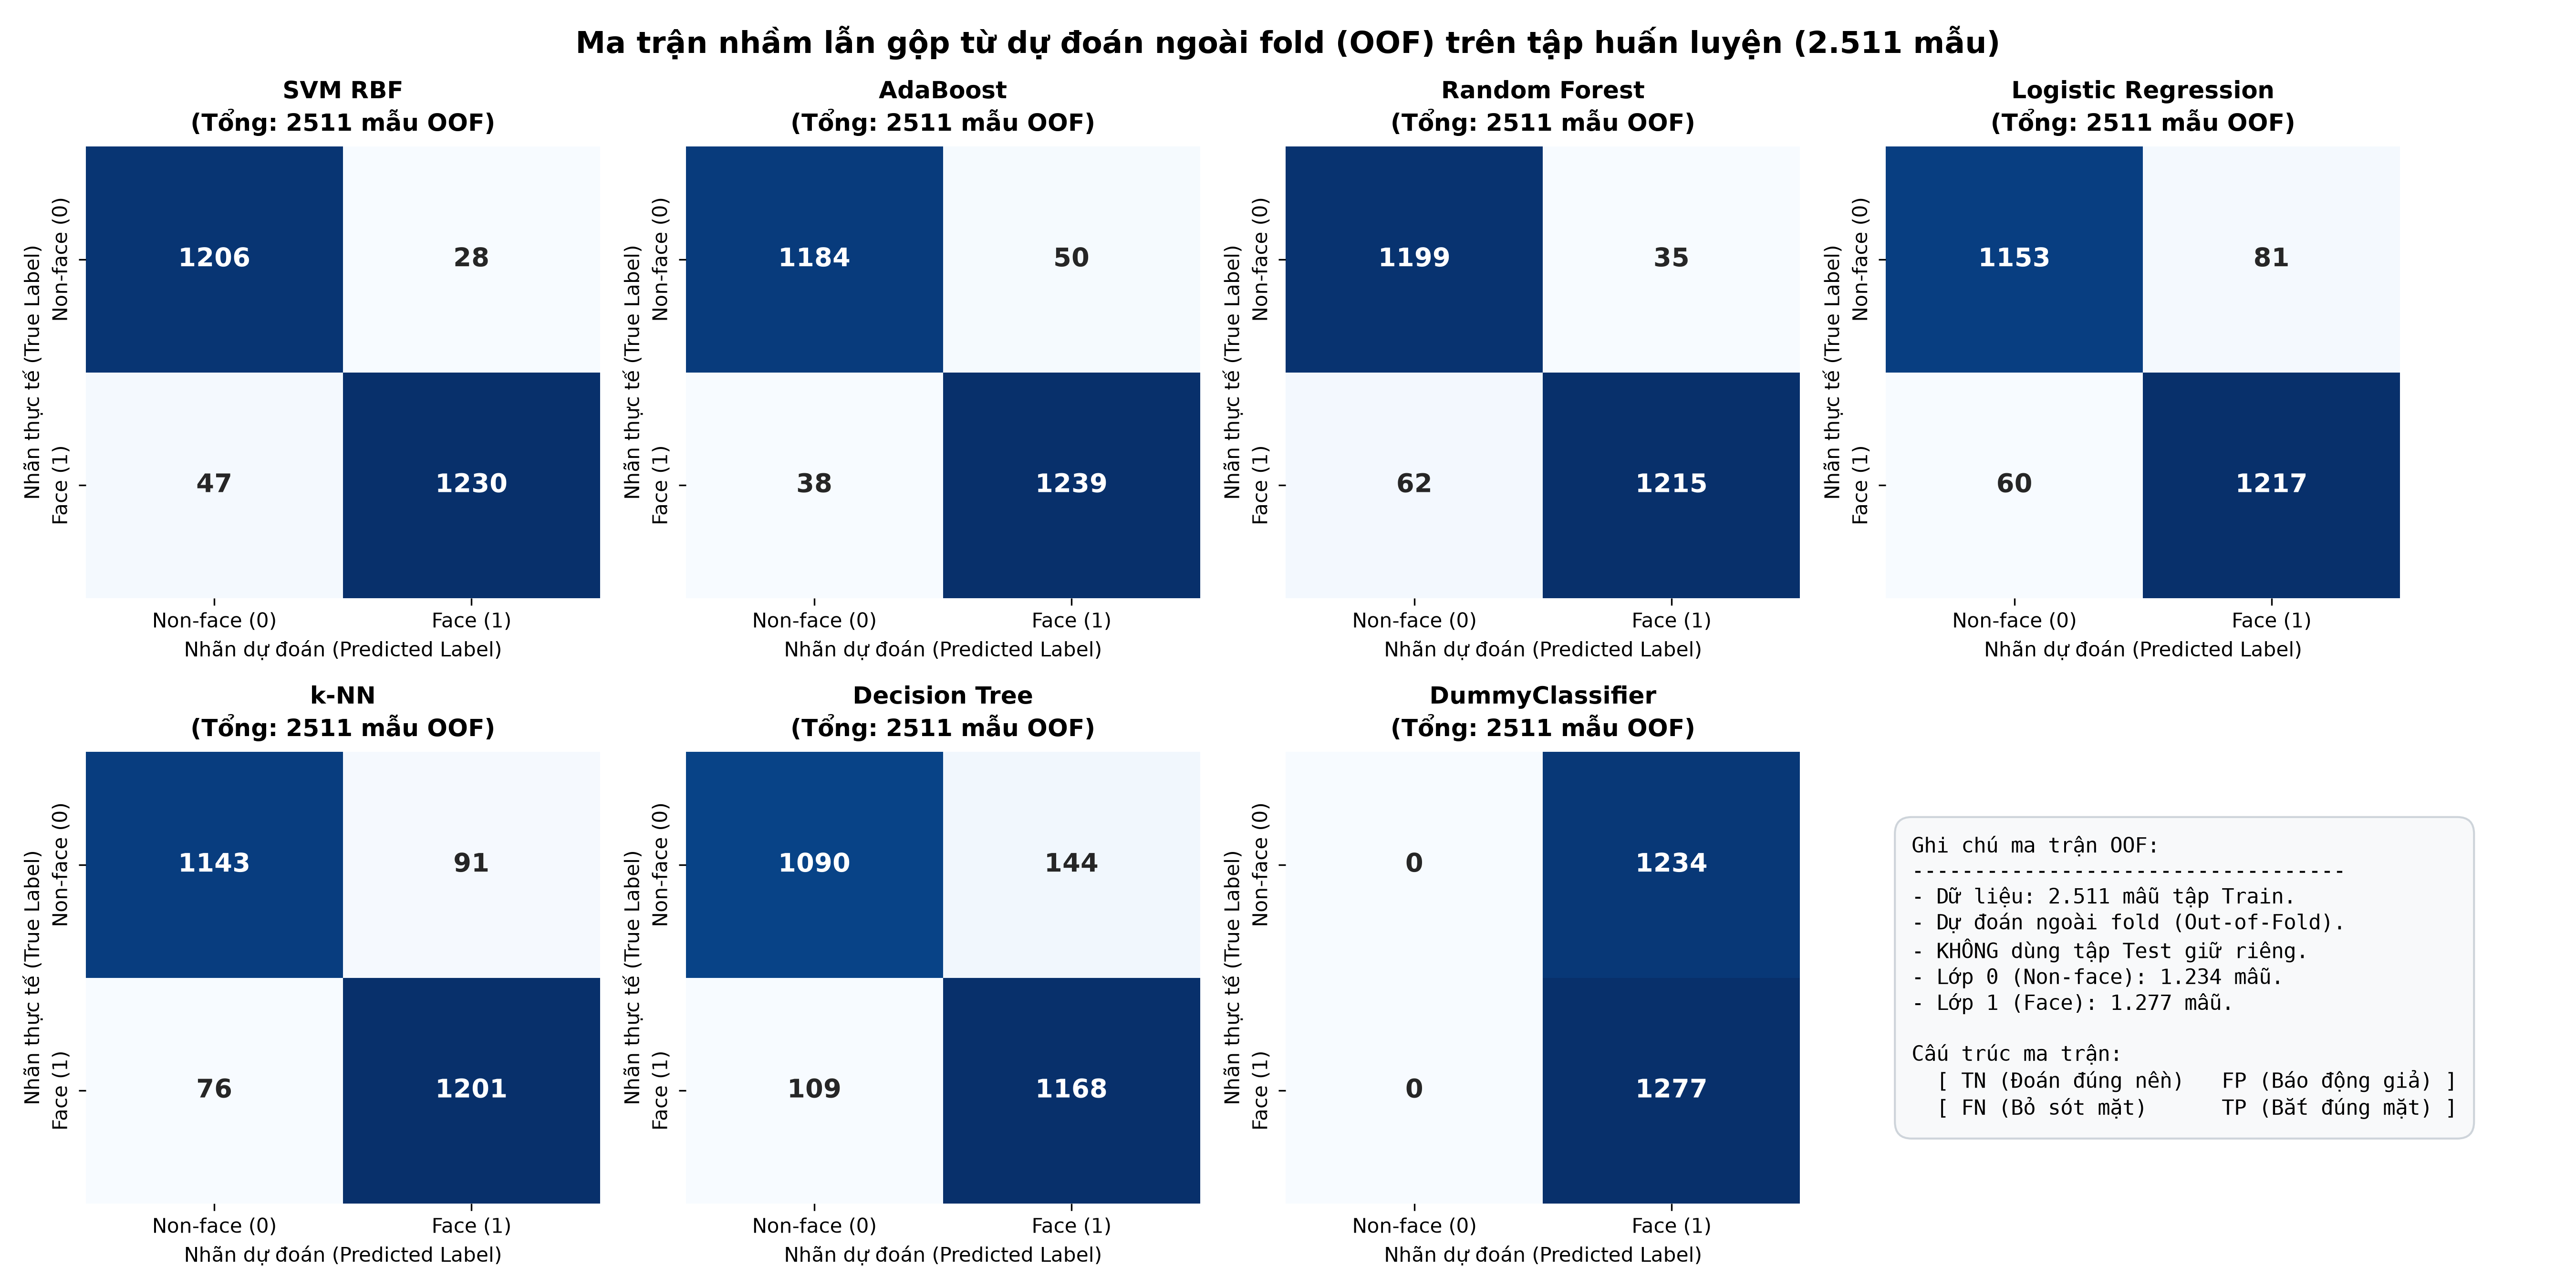 Ma trận nhầm lẫn gộp từ dự đoán ngoài fold (OOF) trên tập huấn luyện (2.511 mẫu)
SVM RBF
(Tổng: 2511 mẫu OOF)
Nhãn thực tế (True Label)
Non-face (0)
Face (1)
1206
28
47
1230
Non-face (0)
Face (1)
Nhãn dự đoán (Predicted Label)
AdaBoost
(Tổng: 2511 mẫu OOF)
Nhãn thực tế (True Label)
Non-face (0)
Face (1)
1184
50
38
1239
Non-face (0)
Face (1)
Nhãn dự đoán (Predicted Label)
Random Forest
(Tổng: 2511 mẫu OOF)
Nhãn thực tế (True Label)
Non-face (0)
Face (1)
1199
35
62
1215
Non-face (0)
Face (1)
Nhãn dự đoán (Predicted Label)
Logistic Regression
(Tổng: 2511 mẫu OOF)
Nhãn thực tế (True Label)
Non-face (0)
Face (1)
1153
81
60
1217
Non-face (0)
Face (1)
Nhãn dự đoán (Predicted Label)
k-NN
(Tổng: 2511 mẫu OOF)
Nhãn thực tế (True Label)
Non-face (0)
Face (1)
1143
91
76
1201
Non-face (0)
Face (1)
Nhãn dự đoán (Predicted Label)
Decision Tree
(Tổng: 2511 mẫu OOF)
Nhãn thực tế (True Label)
Non-face (0)
Face (1)
1090
144
109
1168
Non-face (0)
Face (1)
Nhãn dự đoán (Predicted Label)
DummyClassifier
(Tổng: 2511 mẫu OOF)
Nhãn thực tế (True Label)
Non-face (0)
Face (1)
0
1234
0
1277
Non-face (0)
Face (1)
Nhãn dự đoán (Predicted Label)
Ghi chú ma trận OOF:
-----------------------------------
- Dữ liệu: 2.511 mẫu tập Train.
- Dự đoán ngoài fold (Out-of-Fold).
- KHÔNG dùng tập Test giữ riêng.
- Lớp 0 (Non-face): 1.234 mẫu.
- Lớp 1 (Face): 1.277 mẫu.
Cấu trúc ma trận:
[ TN (Đoán đúng nền) FP (Báo động giả) ]
[ FN (Bỏ sót mặt) TP (Bắt đúng mặt) ]